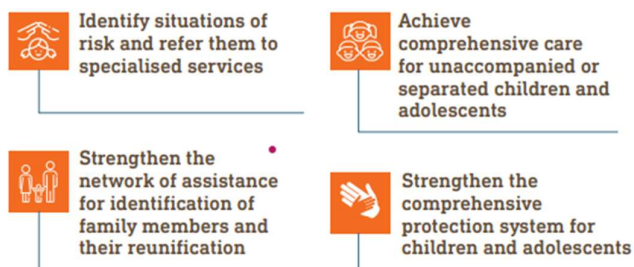 Identify situations of
risk and refer them to
specialised services
Achieve
comprehensive care
for unaccompanied or
separated children and
adolescents
Strengthen the
network of assistance
for identification of
family members and
their reunification
Strengthen the
comprehensive
protection system for
children and adolescents